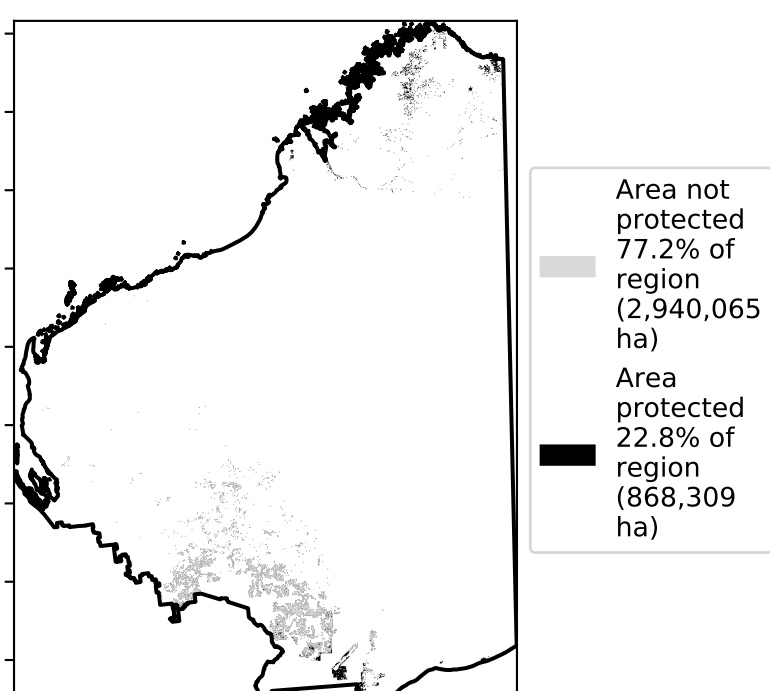 Area not
protected
77.2% of
region
(2,940,065
ha)
Area
protected
22.8% of
region
(868,309
ha)